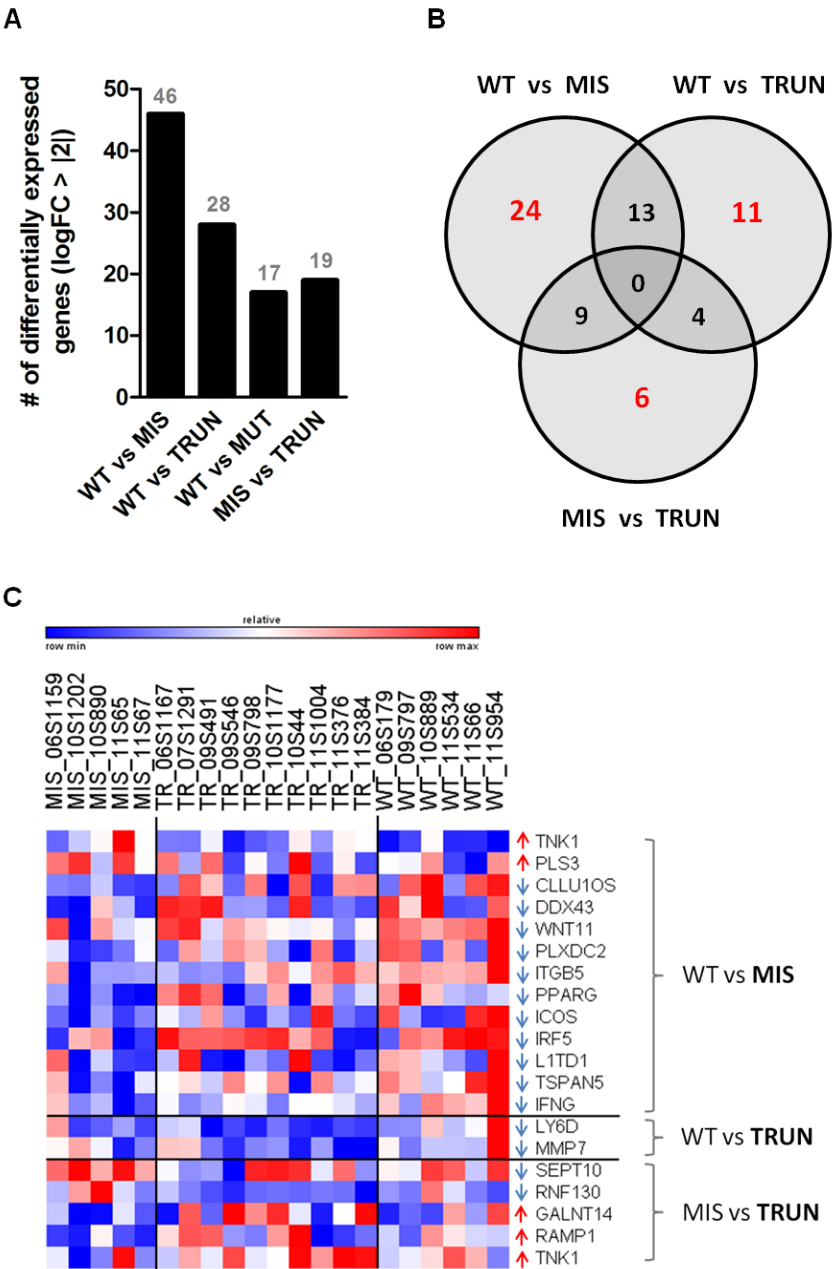 A
# of differentially expressed
genes (logFC > |2|)
50
40
30
20
10
0
46
28
17
19
WT vs MIS
WT vs TRUN
WT vs MUT
MIS vs TRUN
B
WT vs MIS
WT vs TRUN
24
13
11
0
9
4
6
MIS vs TRUN
C
relative
row min
row max
MIS_06S1159
MIS_10S1202
MIS_10S890
MIS_11S65
MIS_11S67
TR_06S1167
TR_07S1291
TR_09S491
TR_09S546
TR_09S798
TR_10S1177
TR_10S44
TR_11S1004
TR_11S376
TR_11S384
WT_06S179
WT_09S797
WT_10S889
WT_11S534
WT_11S66
WT_11S954
↑ TNK1
↑ PLS3
↓ CLLU1OS
↓ DDX43
↓ WNT11
↓ PLXDC2
↓ ITGB5
↓ PPARG
↓ ICOS
↓ IRF5
↓ L1TD1
↓ TSPAN5
↓ IFNG
WT vs MIS
↓ LY6D
↓ MMP7
WT vs TRUN
↓ SEPT10
↓ RNF130
↑ GALNT14
↑ RAMP1
↑ TNK1
MIS vs TRUN